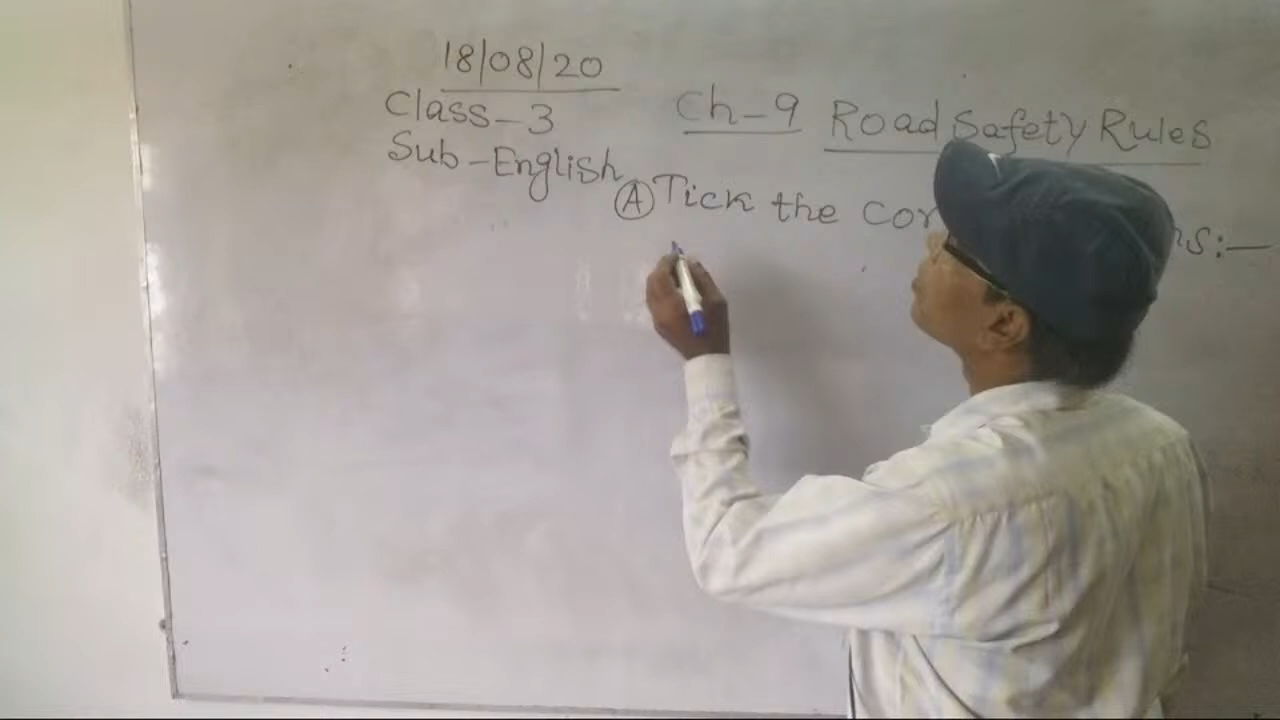 18/08/20
Class-3
Sub-English
Ch-9 Road Safety Rules
Ⓐ Tick the